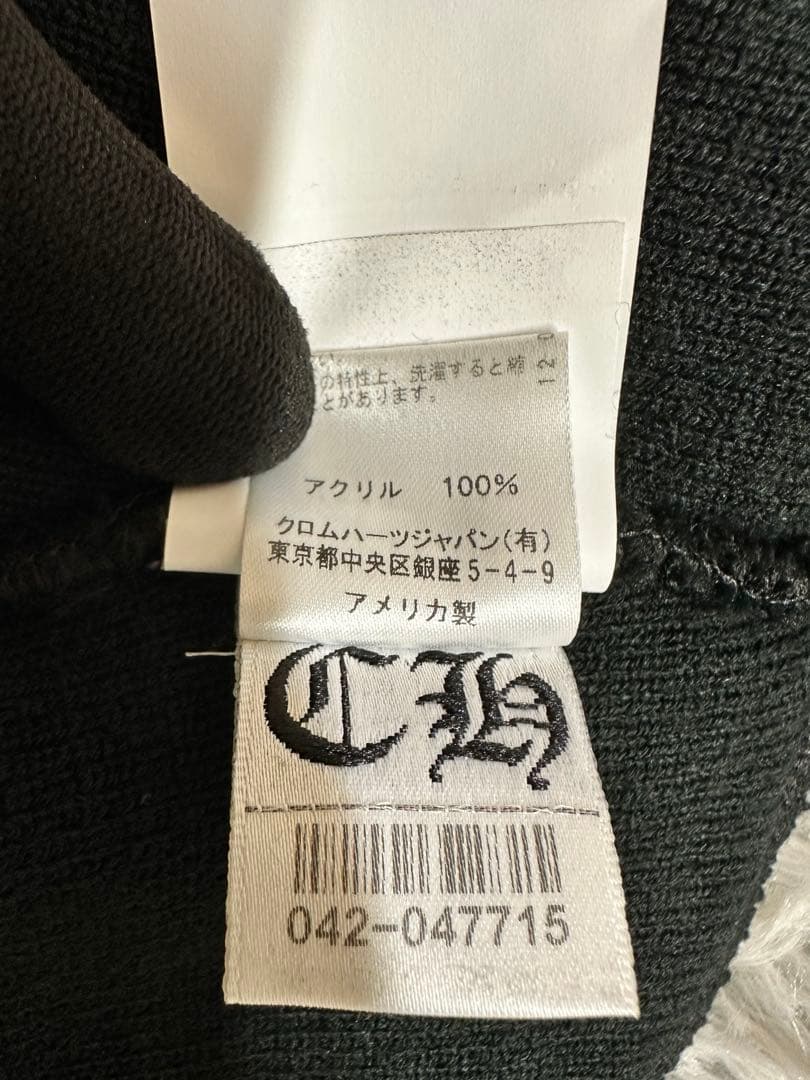 の特性上、洗濯すると縮
ことがあります。
アクリル 100%
クロムハーツジャパン(有)
東京都中央区銀座5-4-9
アメリカ製
CH
042-047715